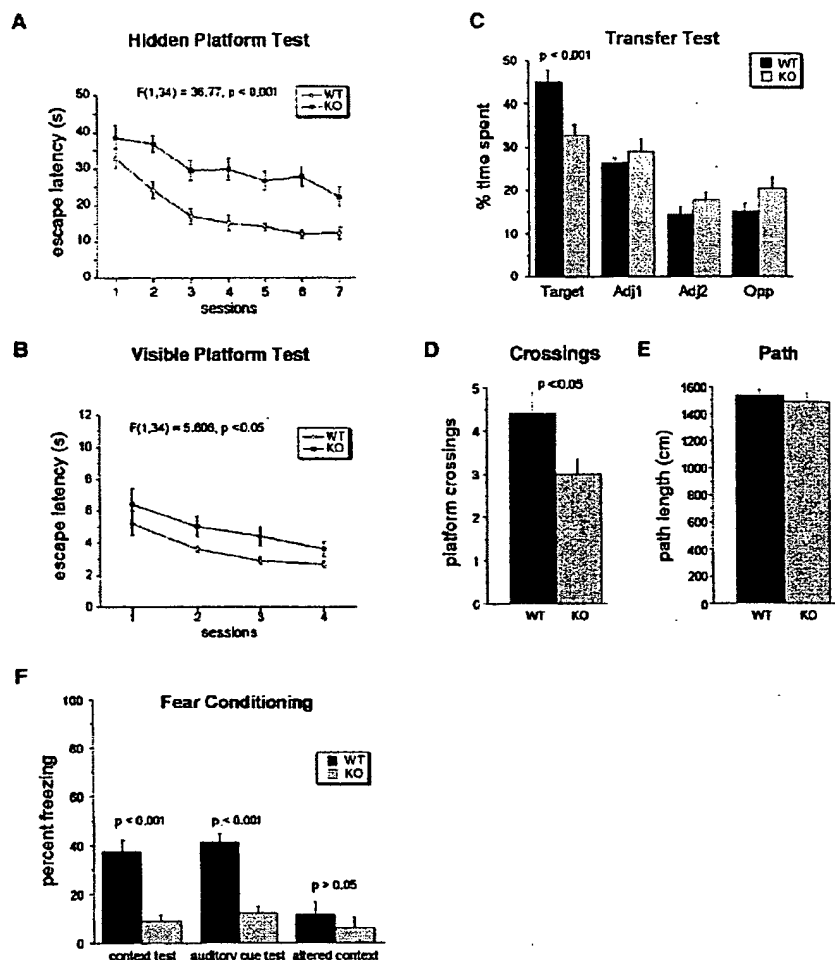 A
Hidden Platform Test
F(1,34) = 36.77, p < 0.001
WT
KO
escape latency (s)
50
40
30
20
10
0
1 2 3 4 5 6 7
sessions
B
Visible Platform Test
F(1,34) = 5.606, p <0.05
WT
KO
escape latency (s)
12
10
8
6
4
2
0
1 2 3 4
sessions
C
Transfer Test
p < 0.001
WT
KO
% time spent
50
40
30
20
10
0
Target Adj1 Adj2 Opp
D
Crossings
p <0.05
platform crossings
5
4
3
2
1
0
WT KO
E
Path
path length (cm)
1600
1400
1200
1000
800
600
400
200
0
WT KO
F
Fear Conditioning
WT
KO
percent freezing
100
80
60
40
20
0
p < 0.001
p < 0.001
p > 0.05
context test auditory cue test altered context